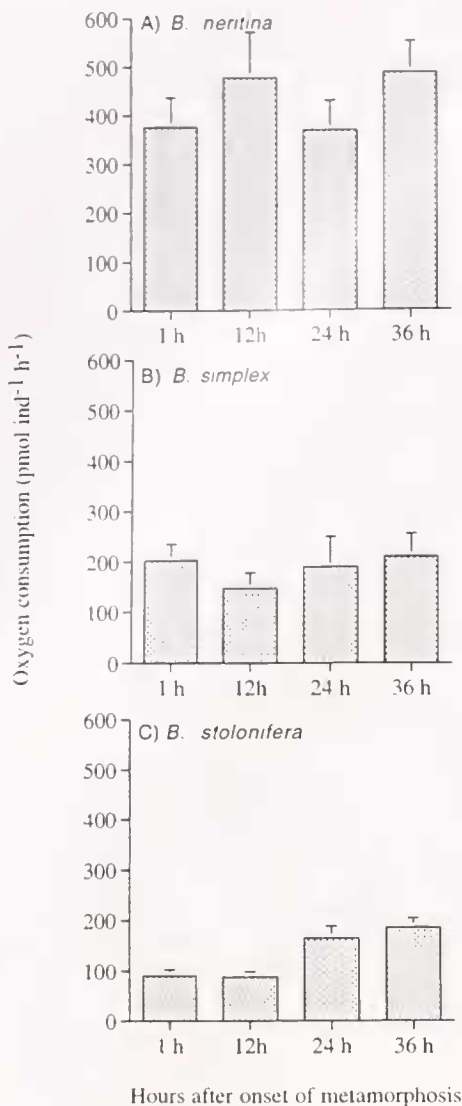 Oxygen consumption (pmol ind-1 h-1)
A) B. neritina
600
500
400
300
200
100
0
1 h 12h 24 h 36 h
B) B. simplex
600
500
400
300
200
100
0
1 h 12h 24 h 36 h
C) B. stolonifera
600
500
400
300
200
100
0
1 h 12h 24 h 36 h
Hours after onset of metamorphosis